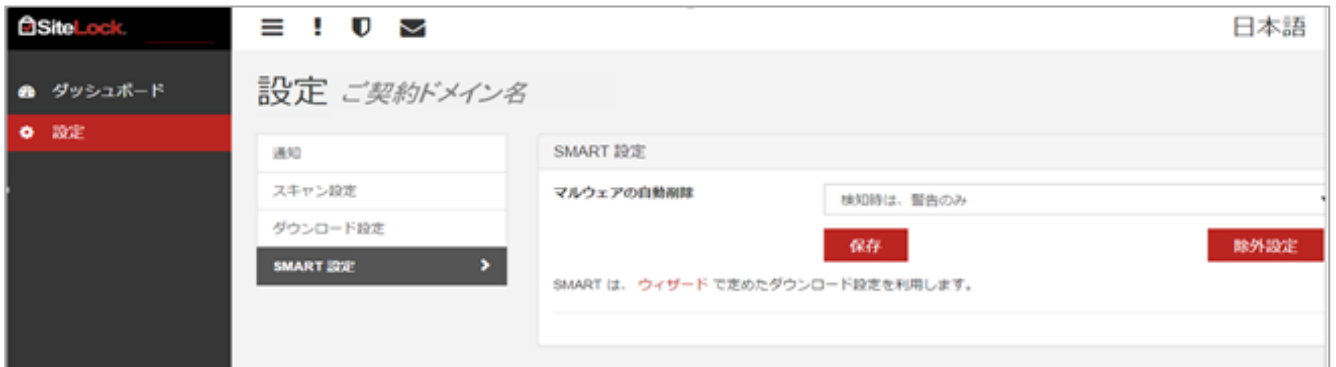 SiteLock.
日本語
ダッシュボード
設定
設定 ご契約ドメイン名
通知
スキャン設定
ダウンロード設定
SMART 設定
SMART 設定
マルウェアの自動削除
検知時は、警告のみ
保存
除外設定
SMART は、 ウィザード で定めたダウンロード設定を利用します。